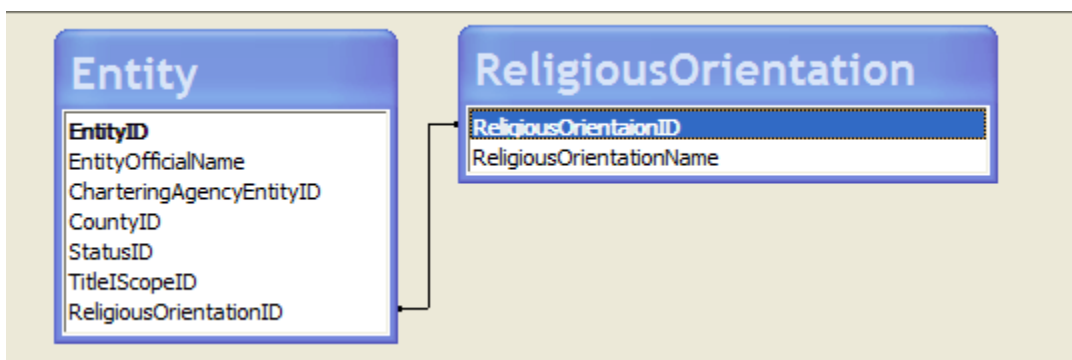 Entity
EntityID
EntityOfficialName
CharteringAgencyEntityID
CountyID
StatusID
TitleIScopeID
ReligiousOrientationID
ReligiousOrientation
ReligiousOrientaionID
ReligiousOrientationName